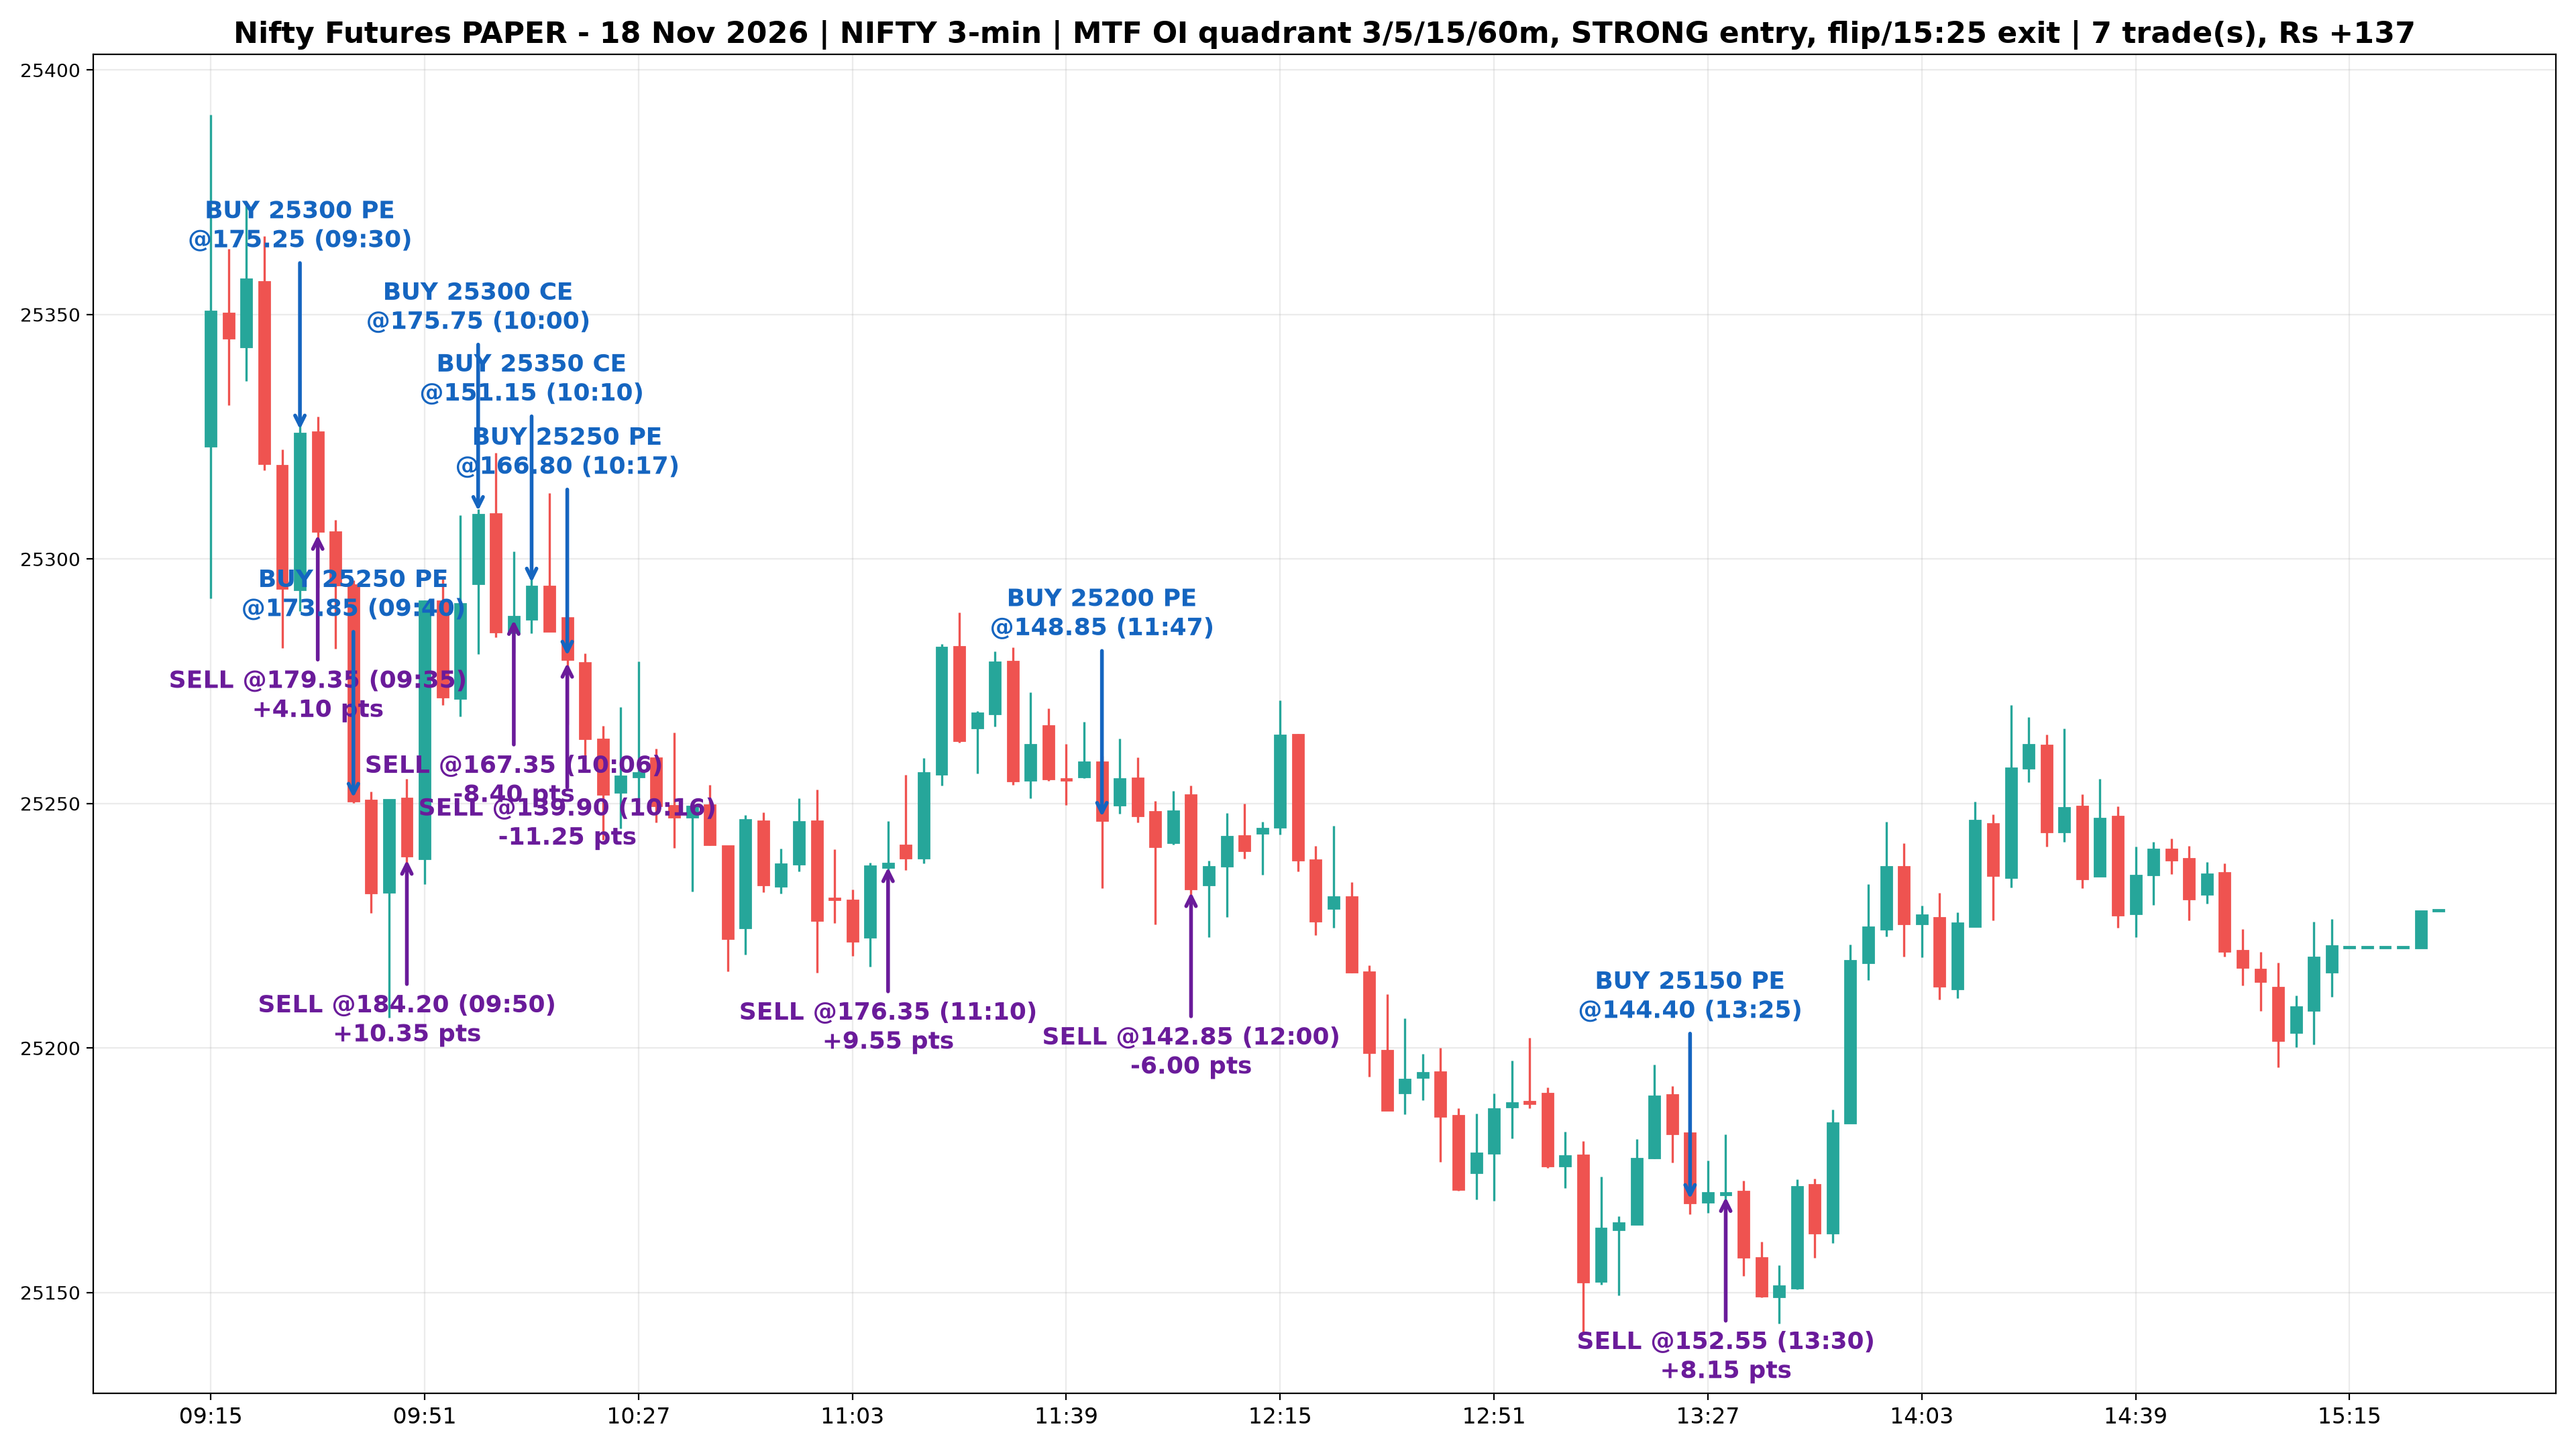 Nifty Futures PAPER - 18 Nov 2026 | NIFTY 3-min | MTF OI quadrant 3/5/15/60m, STRONG entry, flip/15:25 exit | 7 trade(s), Rs +137
25400
25350
25300
25250
25200
25150
BUY 25300 PE
@175.25 (09:30)
BUY 25300 CE
@175.75 (10:00)
BUY 25350 CE
@151.15 (10:10)
BUY 25250 PE
@166.80 (10:17)
BUY 25250 PE
@173.85 (09:40)
SELL @179.35 (09:35)
+4.10 pts
SELL @167.35 (10:06)
-8.40 pts
SELL @139.90 (10:16)
-11.25 pts
SELL @184.20 (09:50)
+10.35 pts
SELL @176.35 (11:10)
+9.55 pts
BUY 25200 PE
@148.85 (11:47)
SELL @142.85 (12:00)
-6.00 pts
BUY 25150 PE
@144.40 (13:25)
SELL @152.55 (13:30)
+8.15 pts
09:15
09:51
10:27
11:03
11:39
12:15
12:51
13:27
14:03
14:39
15:15